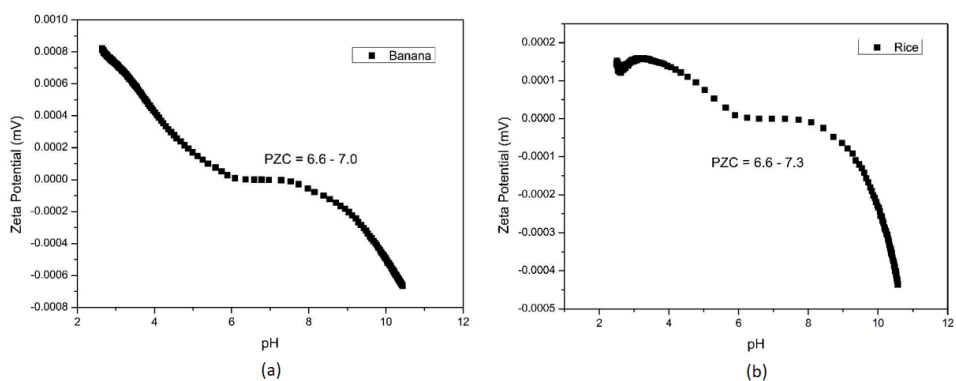 0.0010
0.0008
0.0006
0.0004
0.0002
0.0000
-0.0002
-0.0004
-0.0006
-0.0008
Zeta Potential (mV)
Banana
PZC = 6.6 - 7.0
2 4 6 8 10 12
pH
(a)
0.0002
0.0001
0.0000
-0.0001
-0.0002
-0.0003
-0.0004
-0.0005
Zeta Potential (mV)
Rice
PZC = 6.6 - 7.3
2 4 6 8 10 12
pH
(b)